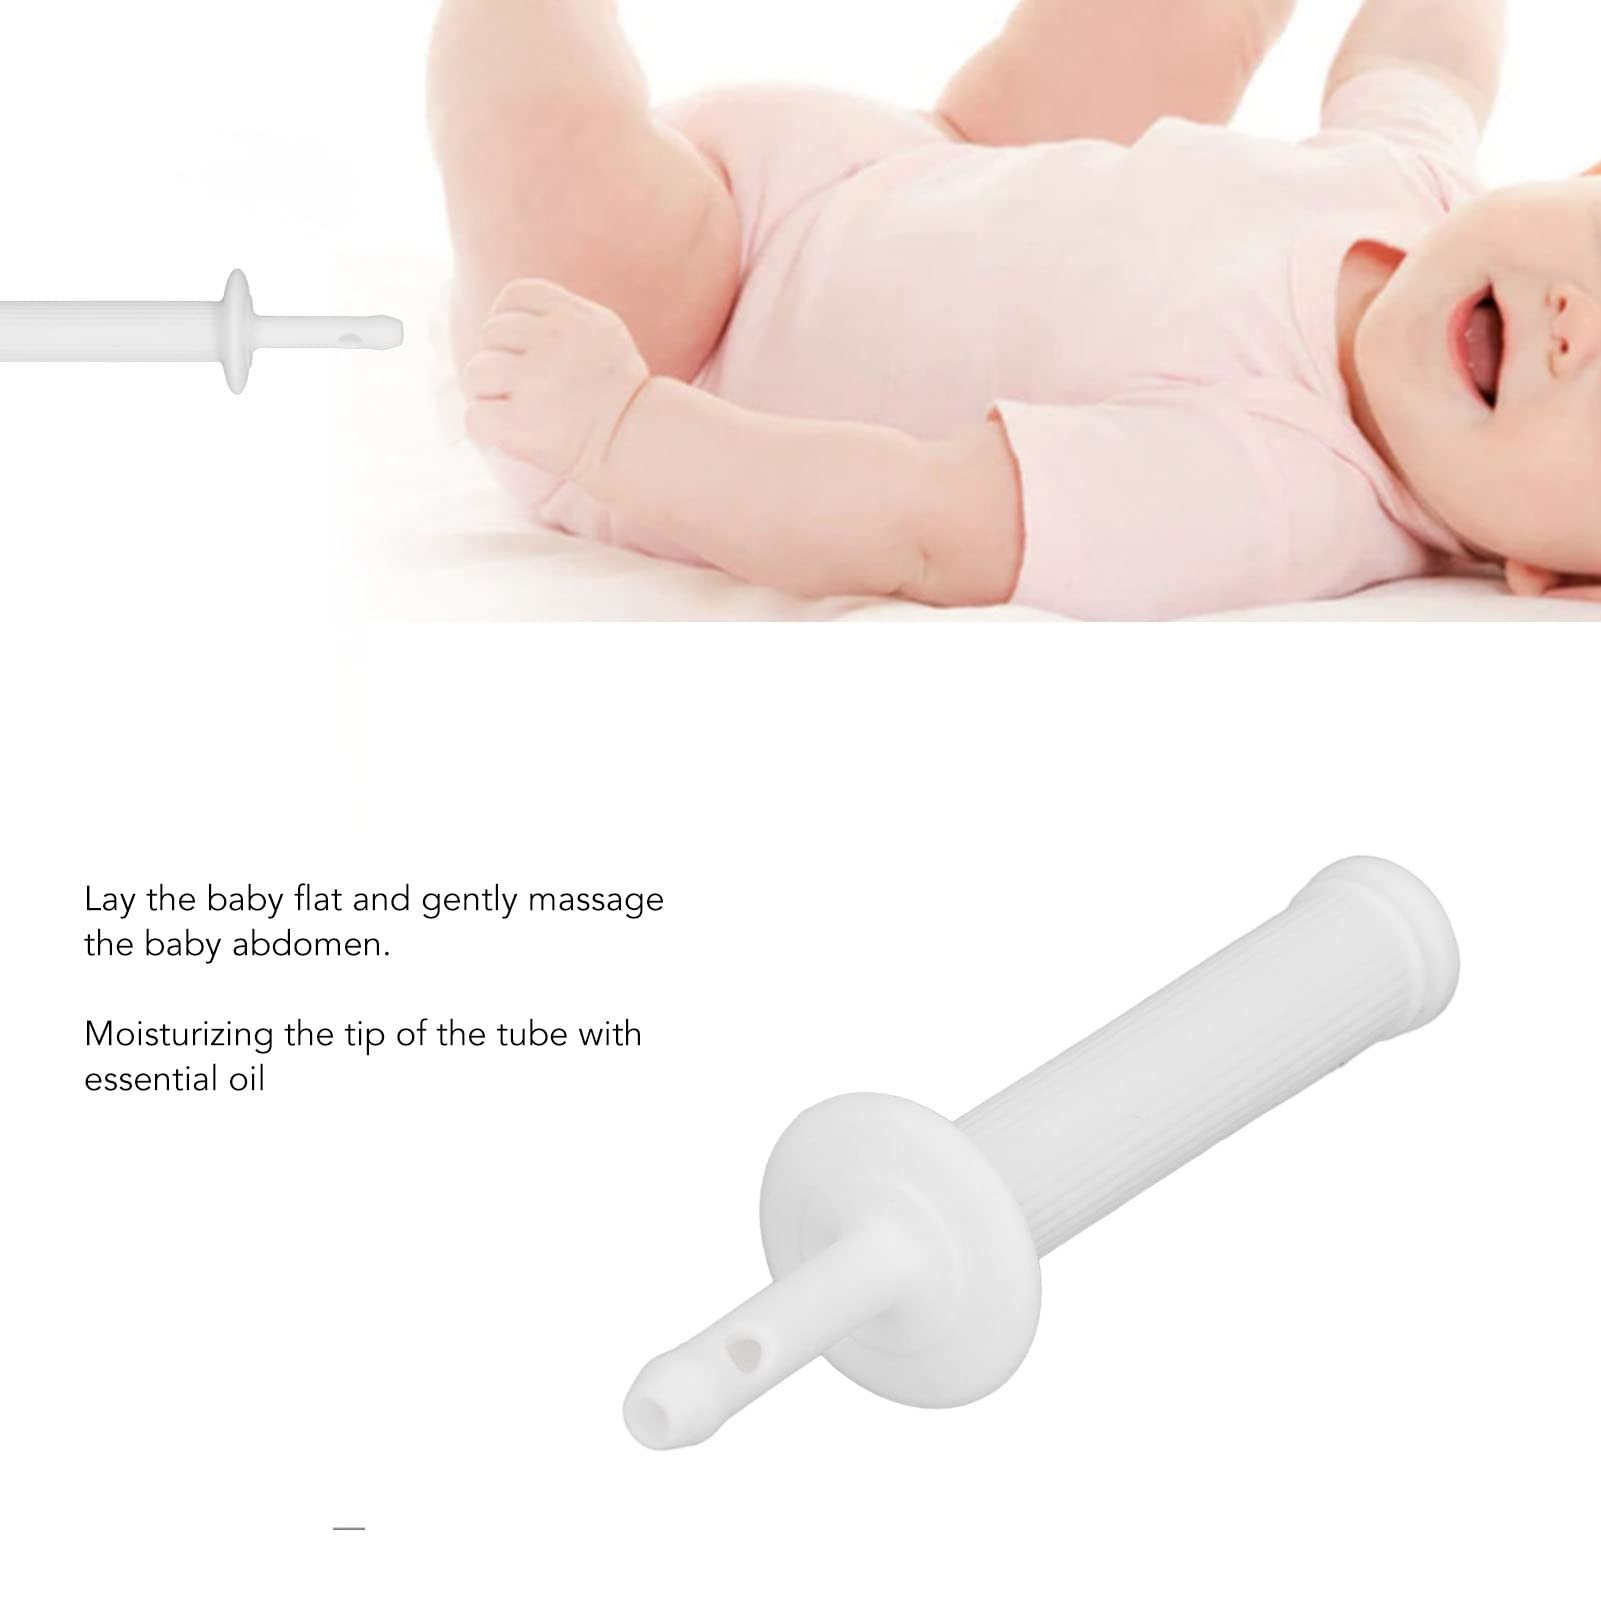 Lay the baby flat and gently massage
the baby abdomen.
Moisturizing the tip of the tube with
essential oil